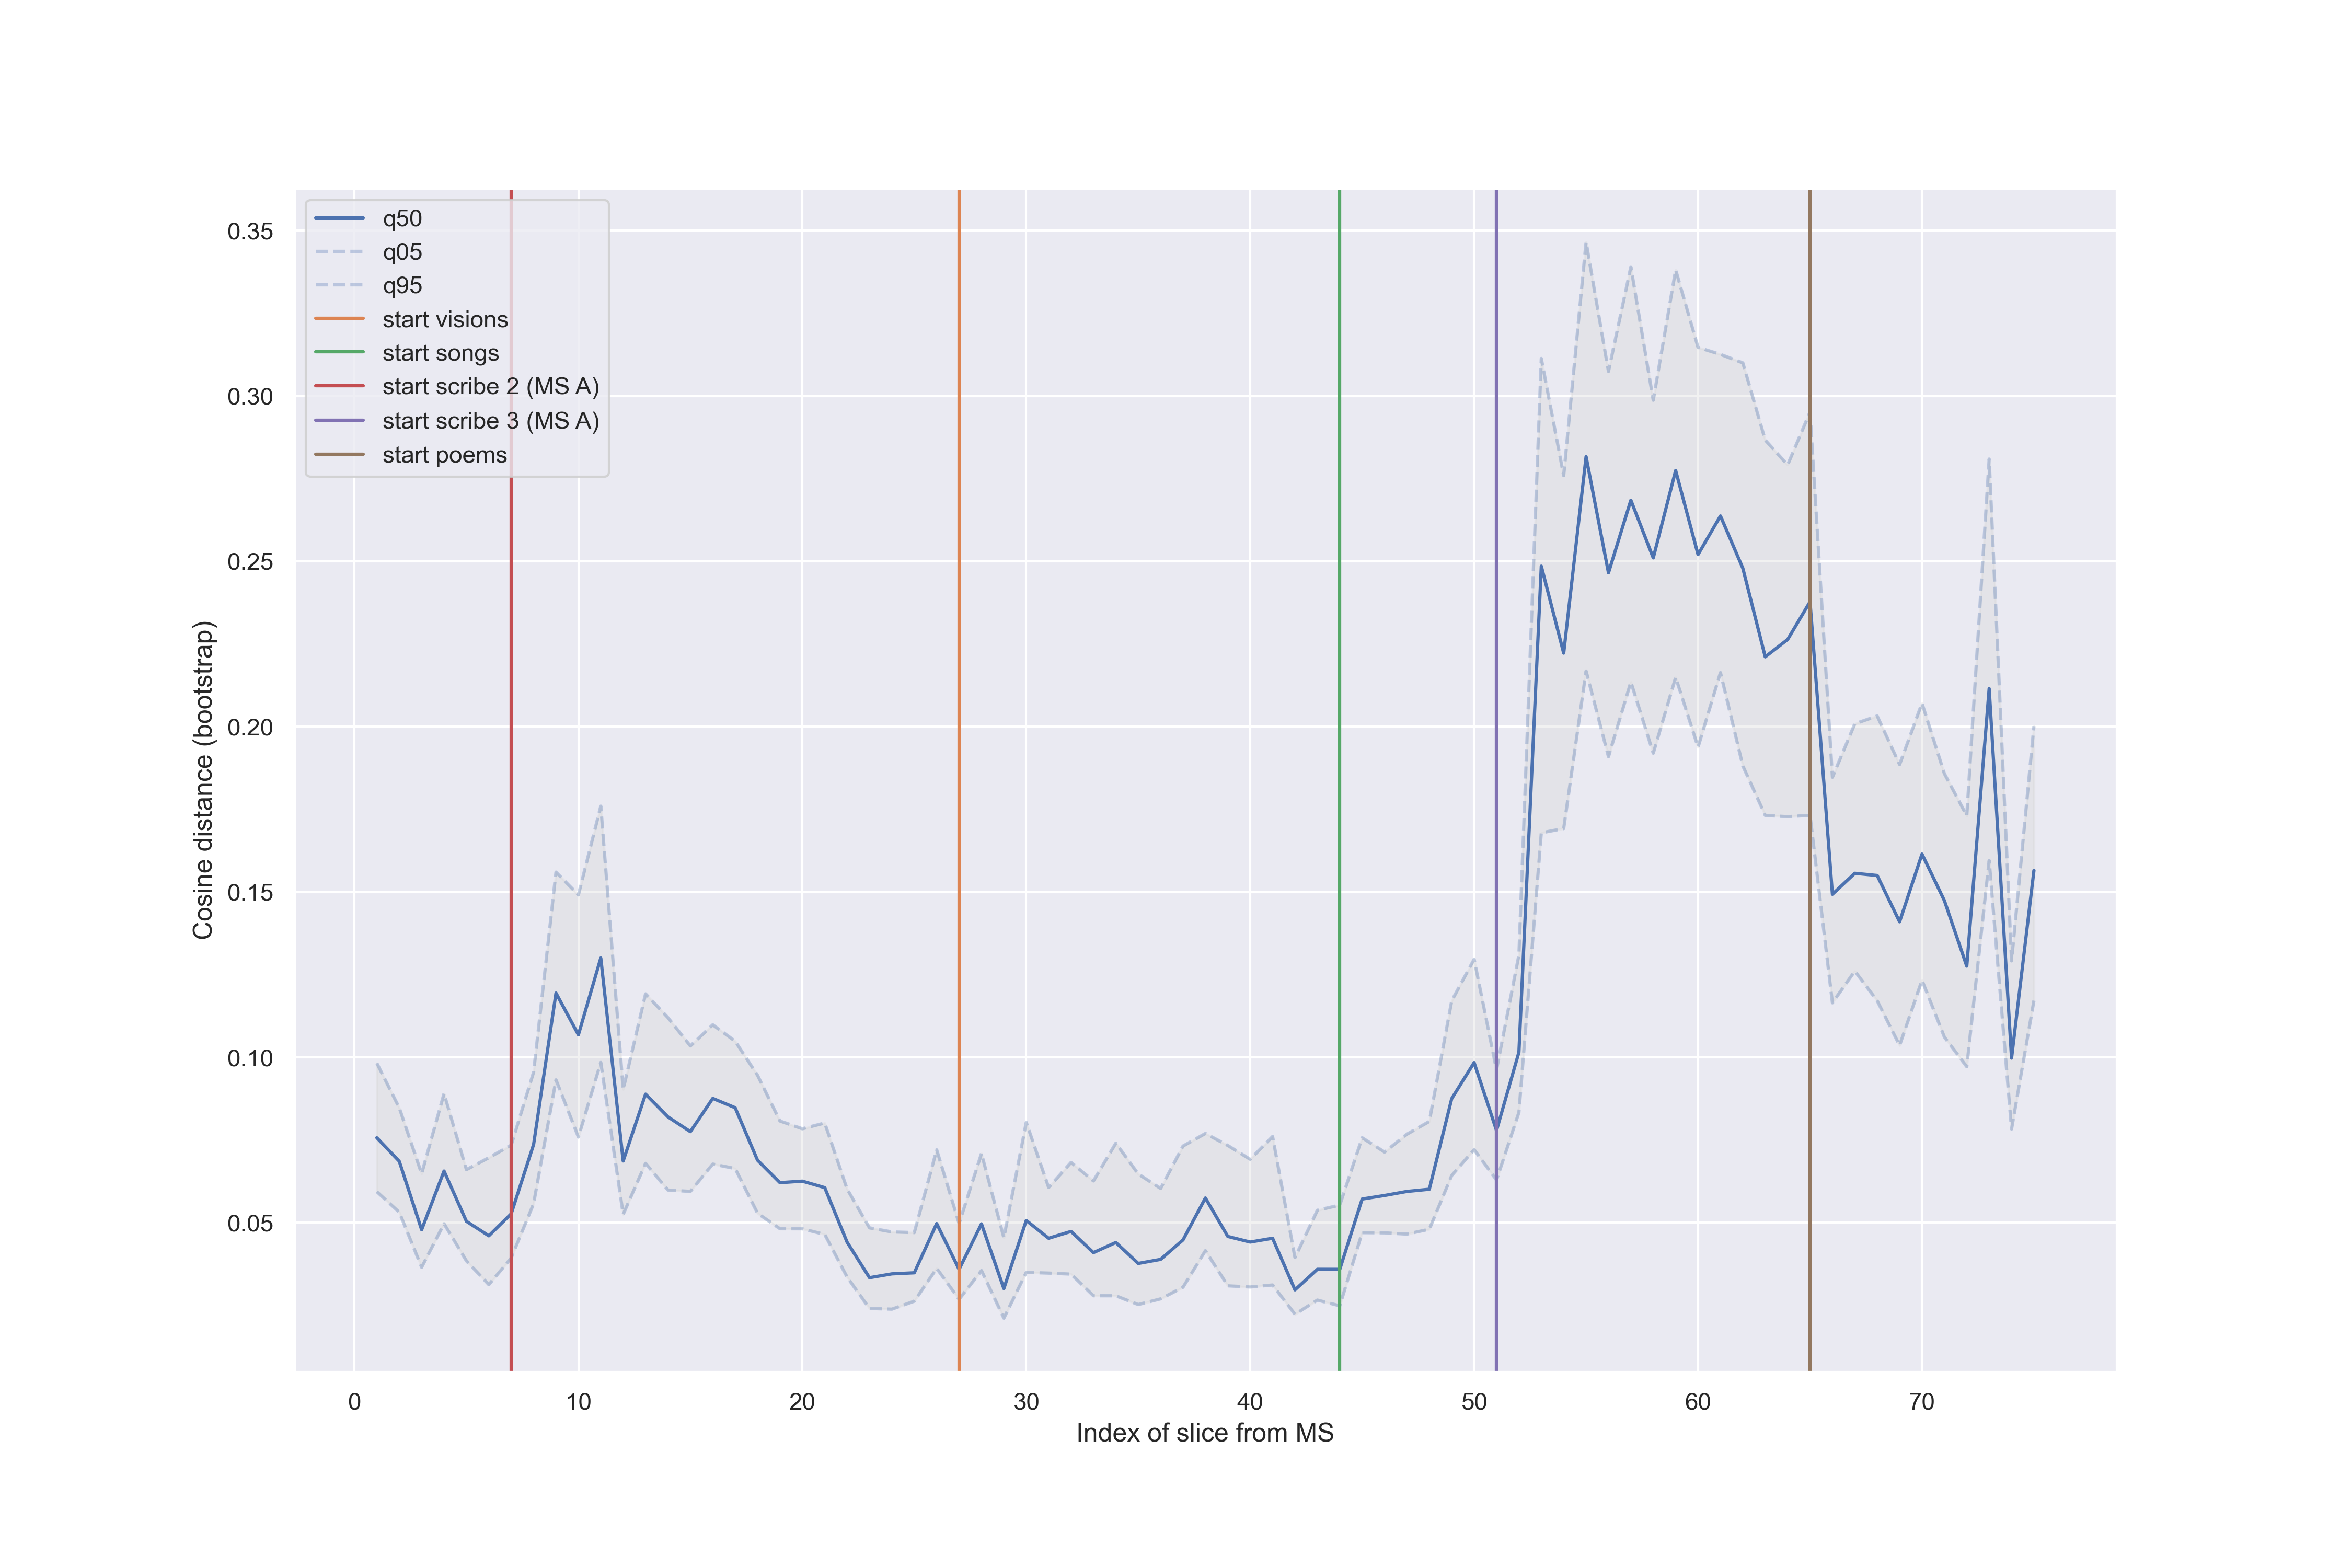 q50
q05
q95
start visions
start songs
start scribe 2 (MS A)
start scribe 3 (MS A)
start poems
0.35
0.30
0.25
0.20
0.15
0.10
0.05
Cosine distance (bootstrap)
0 10 20 30 40 50 60 70
Index of slice from MS